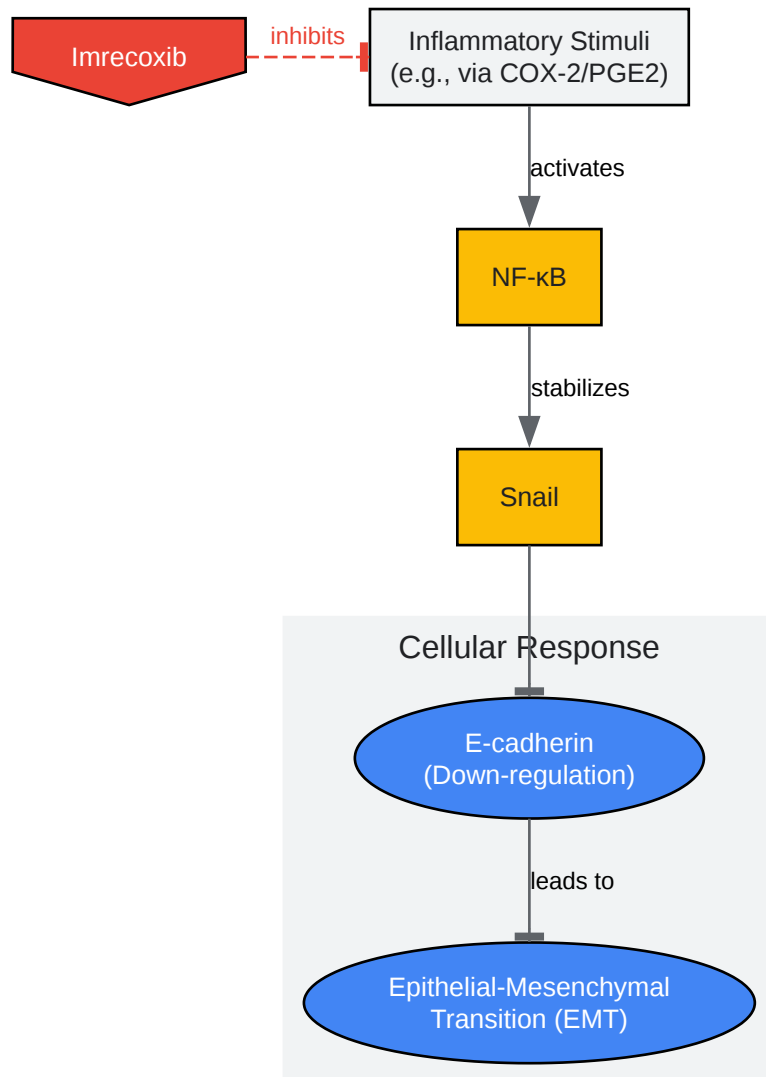 Imrecoxib
inhibits
Inflammatory Stimuli
(e.g., via COX-2/PGE2)
activates
NF-κB
stabilizes
Snail
Cellular Response
E-cadherin
(Down-regulation)
leads to
Epithelial-Mesenchymal
Transition (EMT)